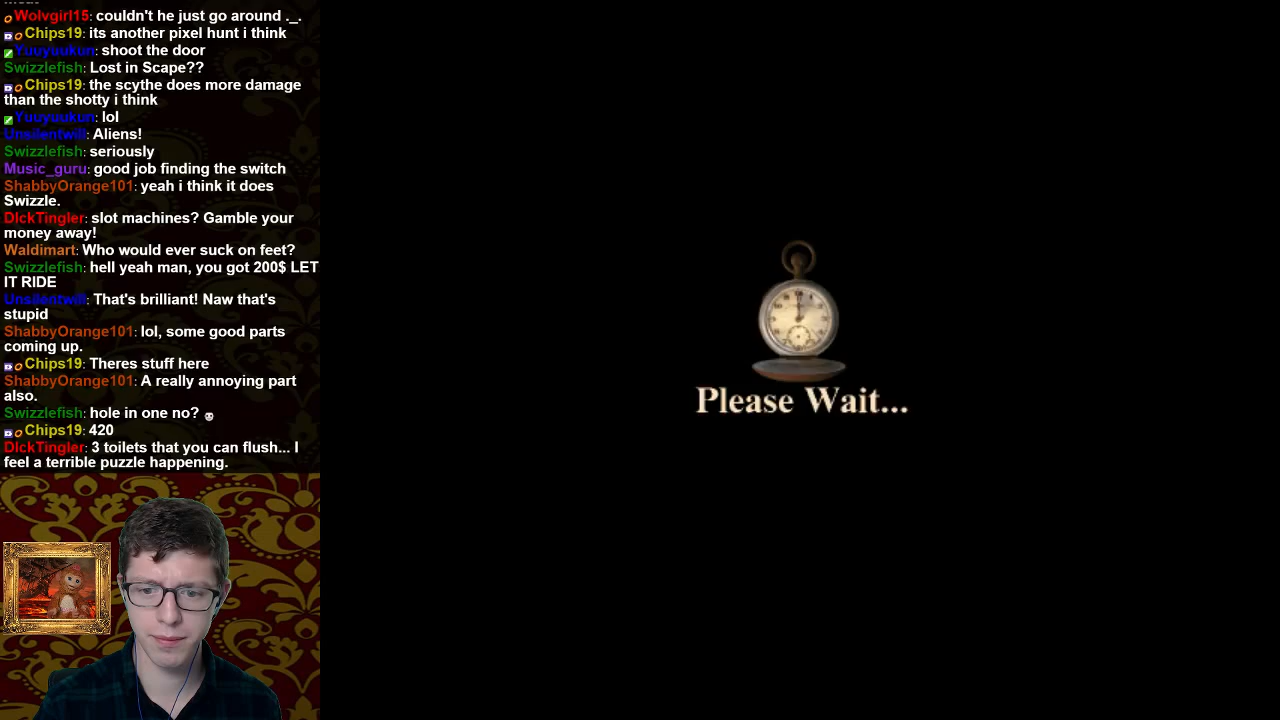 Wolvgirl15: couldn't he just go around ._.
Chips19: its another pixel hunt i think
Yuuyuukun: shoot the door
Swizzlefish: Lost in Scape??
Chips19: the scythe does more damage
than the shotty i think
Yuuyuukun: lol
Unsilentwill: Aliens!
Swizzlefish: seriously
Music_guru: good job finding the switch
ShabbyOrange101: yeah i think it does
Swizzle.
DIckTingler: slot machines? Gamble your
money away!
Waldimart: Who would ever suck on feet?
Swizzlefish: hell yeah man, you got 200$ LET
IT RIDE
Unsilentwill: That's brilliant! Naw that's
stupid
ShabbyOrange101: lol, some good parts
coming up.
Chips19: Theres stuff here
ShabbyOrange101: A really annoying part
also.
Swizzlefish: hole in one no?
Chips19: 420
DIckTingler: 3 toilets that you can flush... I
feel a terrible puzzle happening.
Please Wait...